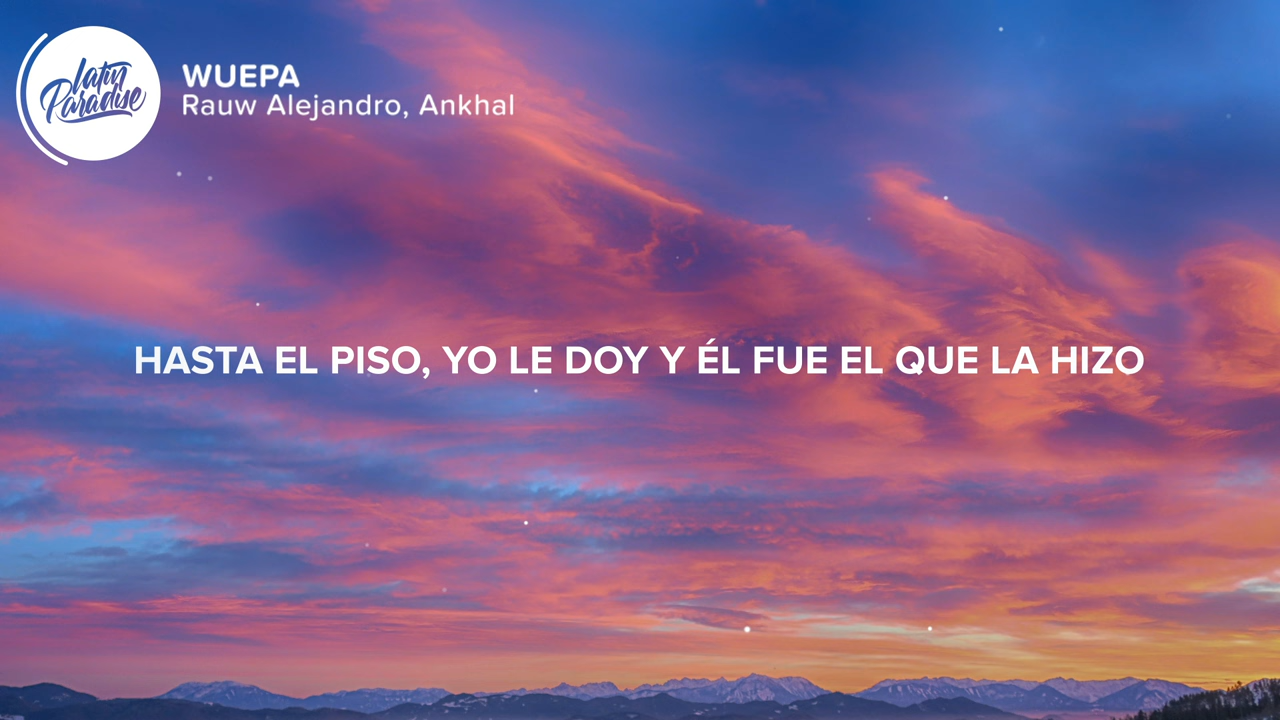 Latin
Paradise
WUEPA
Rauw Alejandro, Ankhal
HASTA EL PISO, YO LE DOY Y ÉL FUE EL QUE LA HIZO